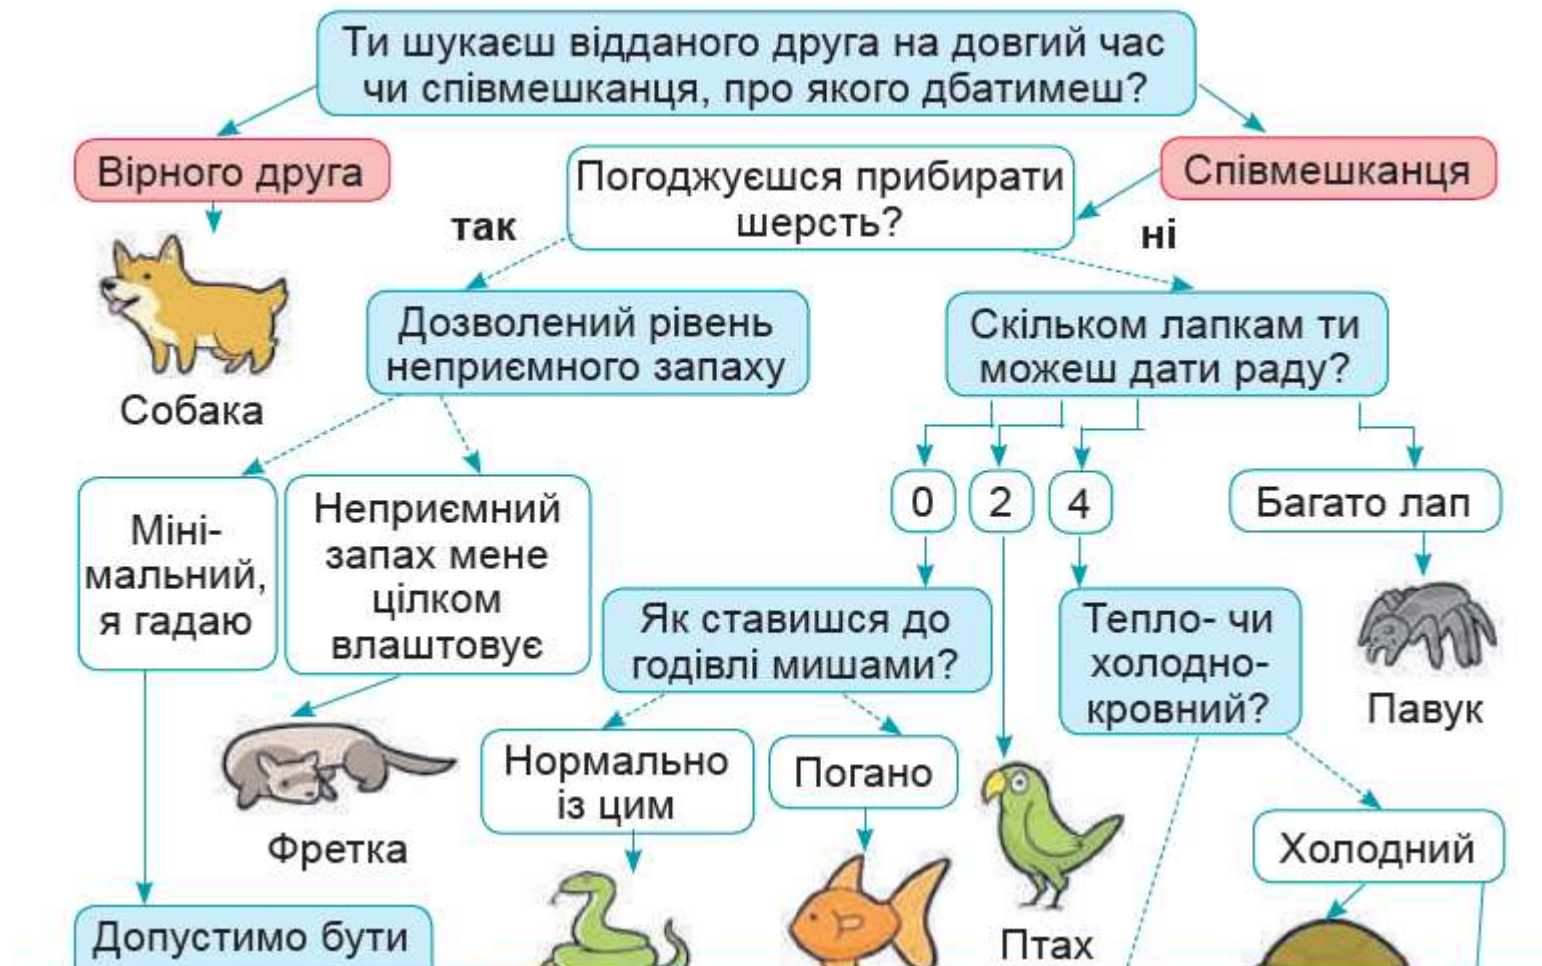 Ти шукаєш відданого друга на довгий час
чи співмешканця, про якого дбатимеш?
Вірного друга
Погоджуєшся прибирати
шерсть?
Співмешканця
так
ні
Собака
Дозволений рівень
неприємного запаху
Скільком лапкам ти
можеш дати раду?
Міні-
мальний,
я гадаю
Неприємний
запах мене
цілком
влаштовує
0
2
4
Багато лап
Як ставишся до
годівлі мишами?
Тепло- чи
холодно-
кровний?
Павук
Фретка
Нормально
із цим
Погано
Птах
Холодний
Допустимо бути